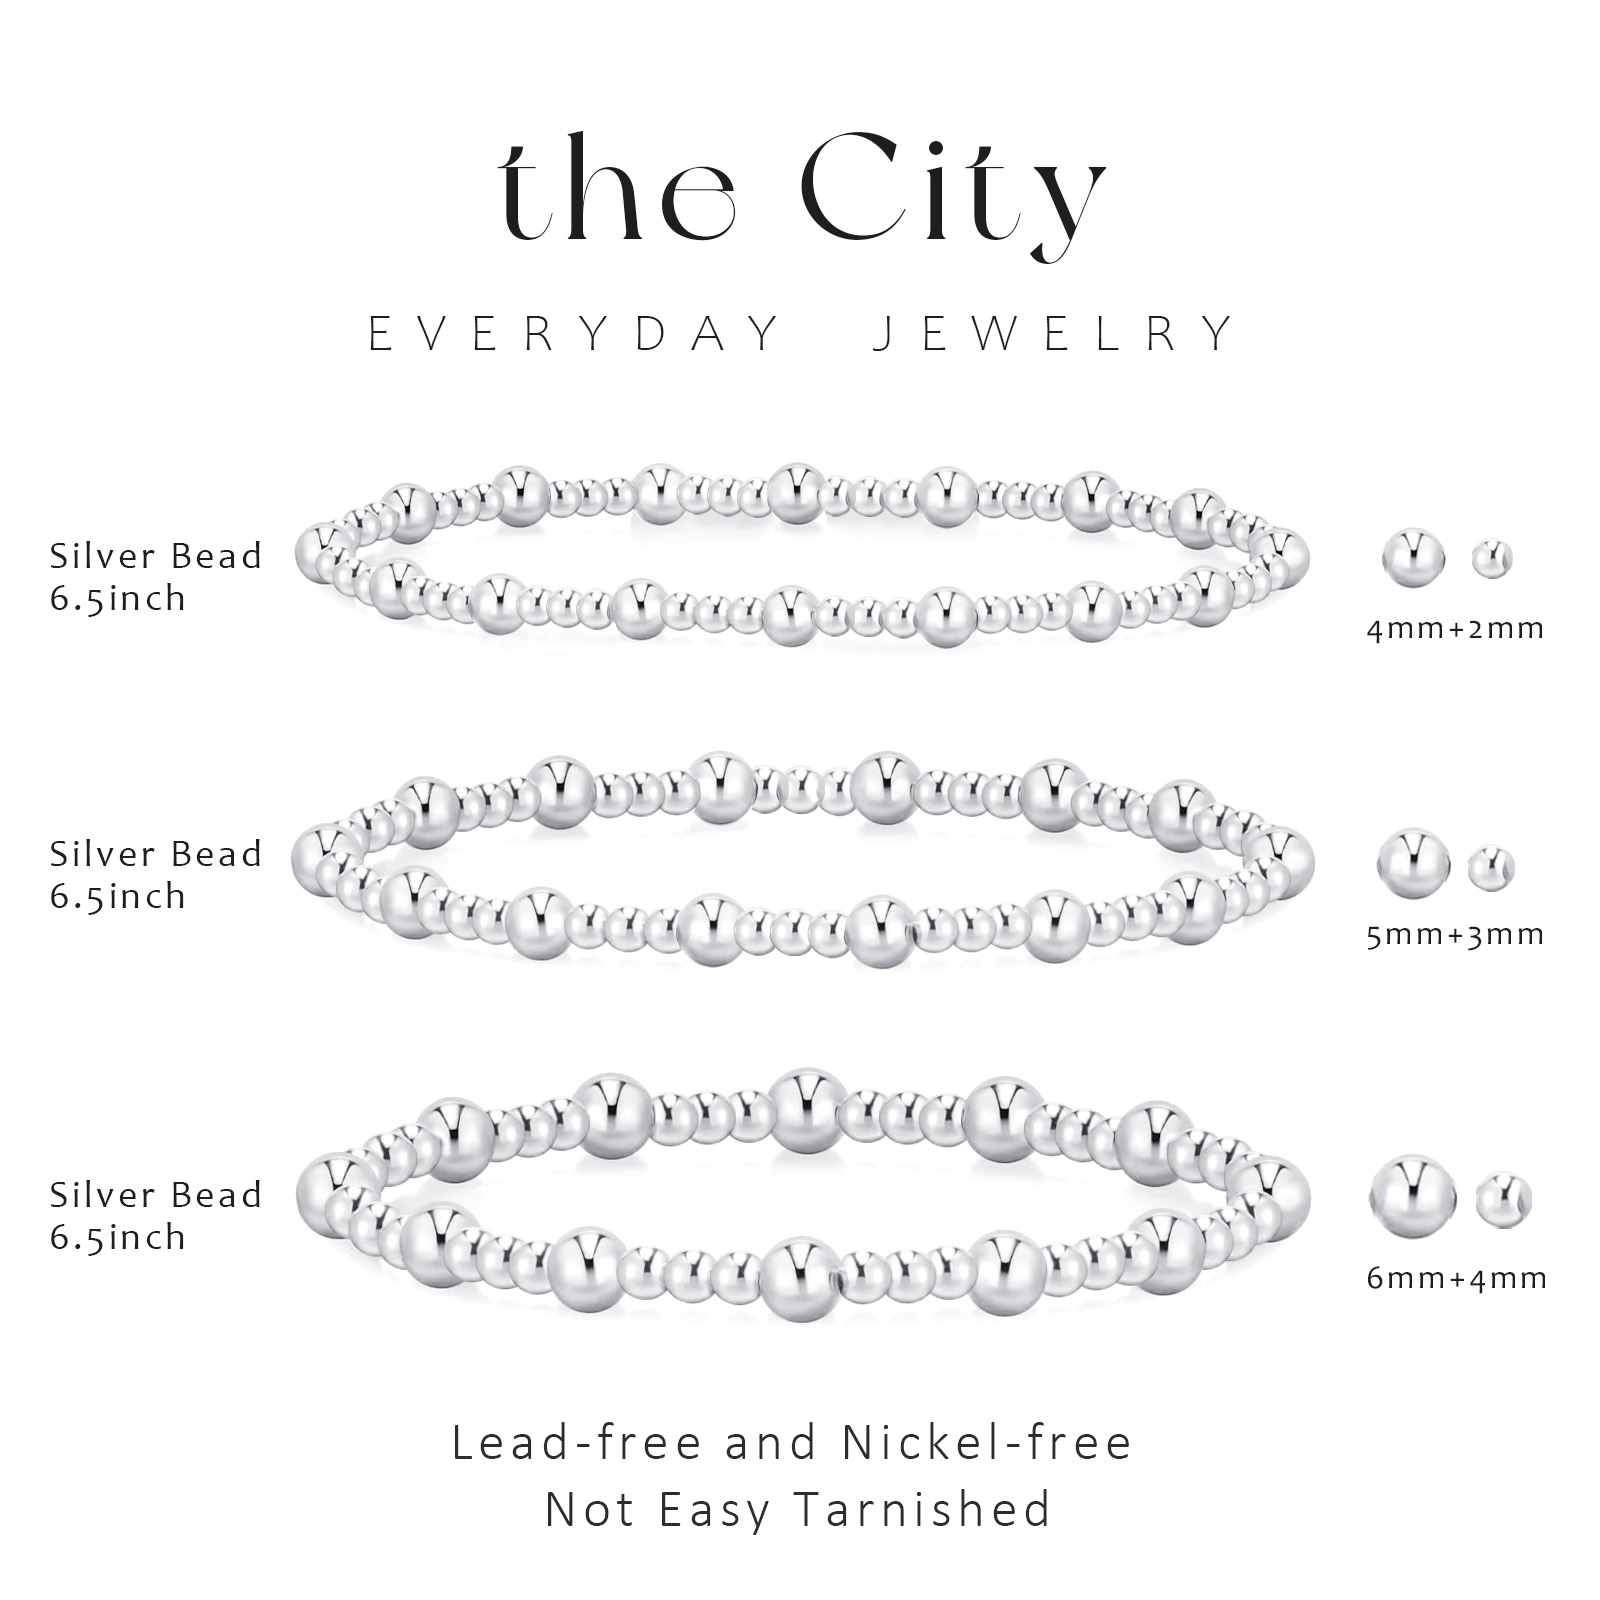 the City
EVERYDAY JEWELRY
Silver Bead
6.5inch
4mm+2mm
Silver Bead
6.5inch
5mm+3mm
Silver Bead
6.5inch
6mm+4mm
Lead-free and Nickel-free
Not Easy Tarnished